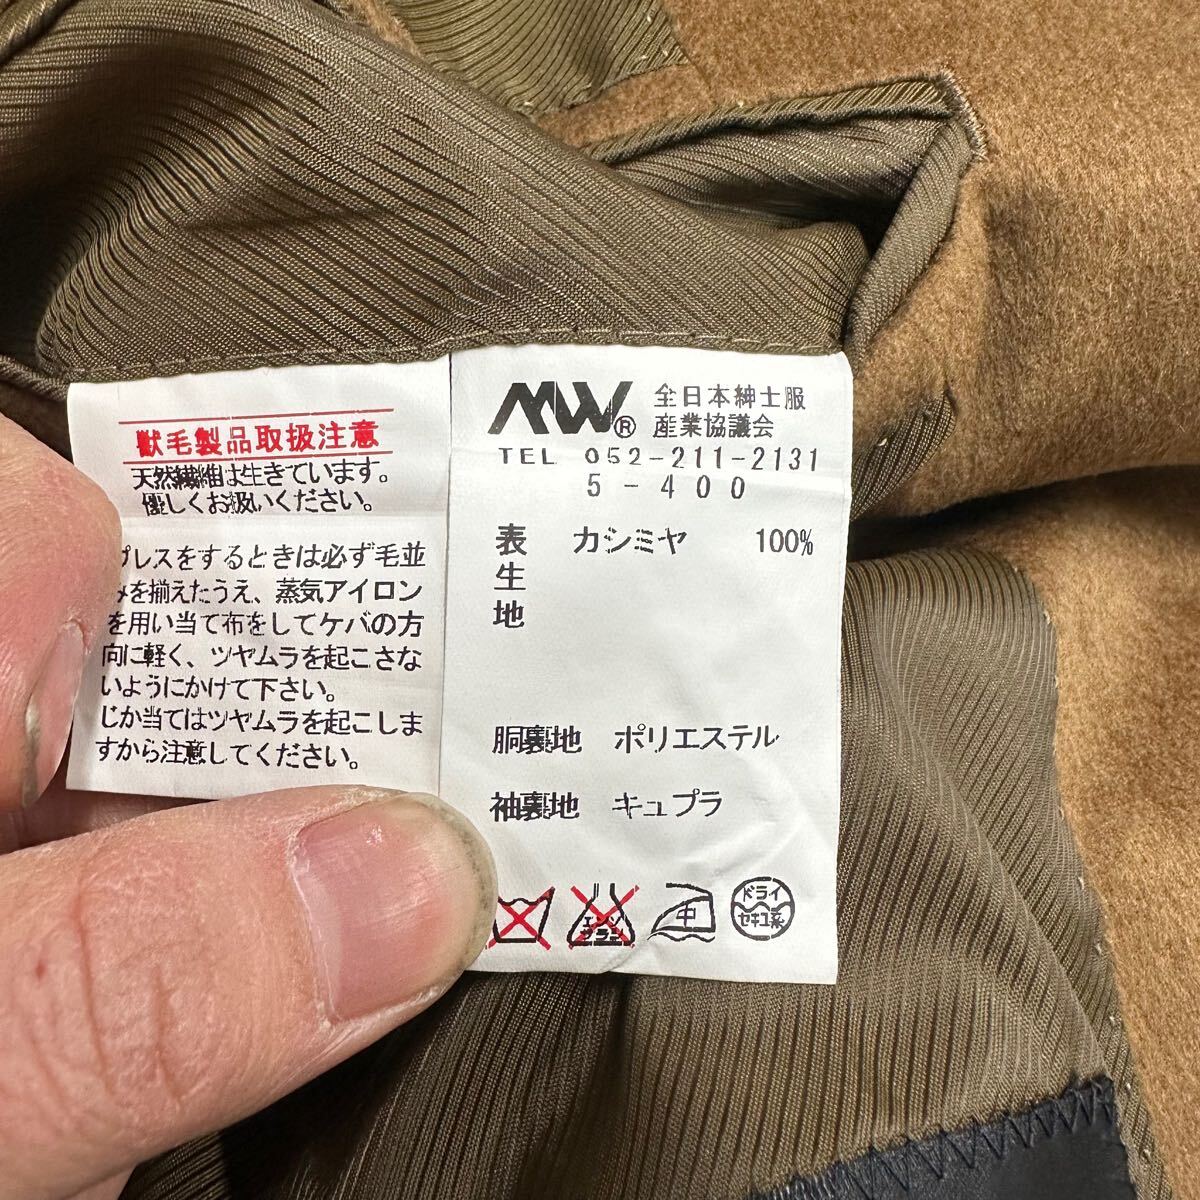 獣毛製品取扱注意
天然繊維は生きています。
優しくお扱いください。
プレスをするときは必ず毛並
みを揃えたうえ、蒸気アイロン
を用い当て布をしてケバの方
向に軽く、ツヤムラを起こさな
いようにかけて下さい。
じか当てはツヤムラを起こしま
すから注意してください。
MW® 全日本紳士服
産業協議会
TEL 052-211-2131
5-400
表生地 カシミヤ 100%
胴裏地 ポリエステル
袖裏地 キュプラ
エンソ
サラシ
中
ドライ
セキユ系